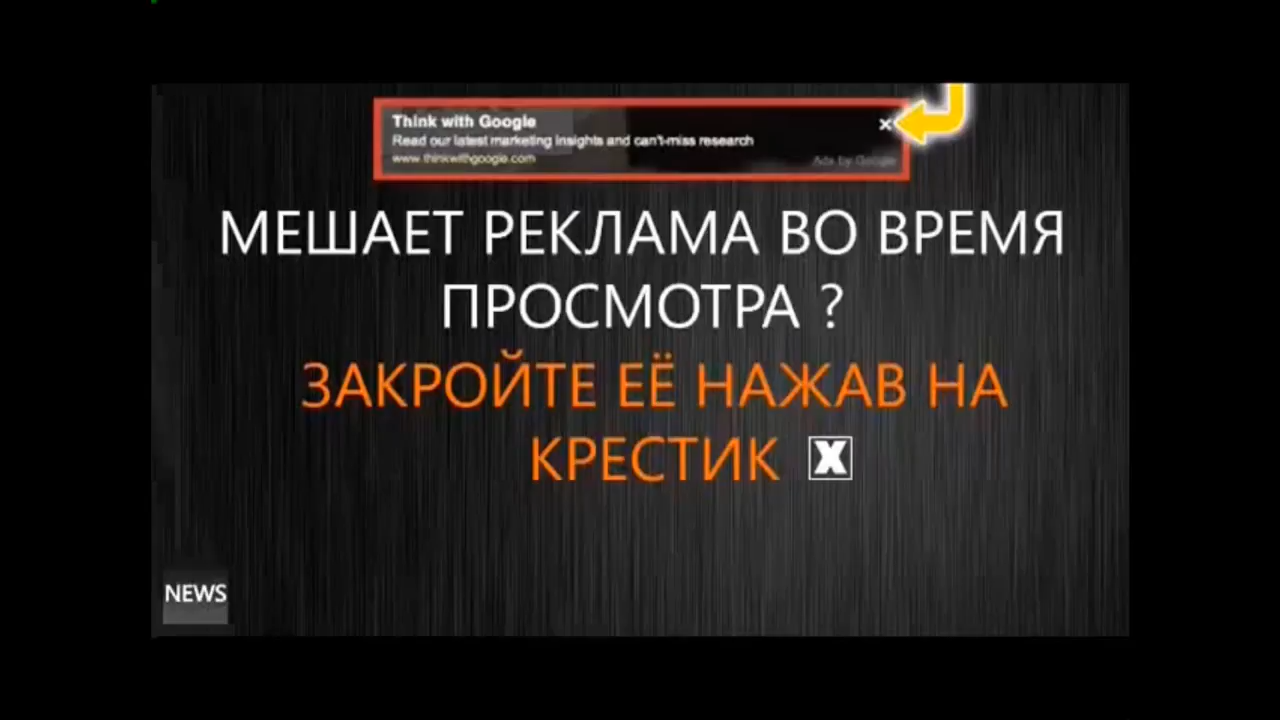 Think with Google
Read our latest marketing insights and can't-miss research
www.thinkwithgoogle.com
Ads by Google
МЕШАЕТ РЕКЛАМА ВО ВРЕМЯ
ПРОСМОТРА ?
ЗАКРОЙТЕ ЕЁ НАЖАВ НА
КРЕСТИК X
NEWS